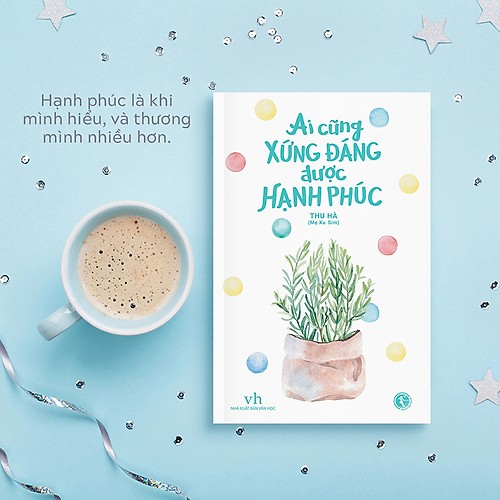 Hạnh phúc là khi
mình hiểu, và thương
mình nhiều hơn.
Ai cũng
XỨNG ĐÁNG
được
HẠNH PHÚC
THU HÀ
(Mẹ Xu Sim)
vh
NHÀ XUẤT BẢN VĂN HỌC